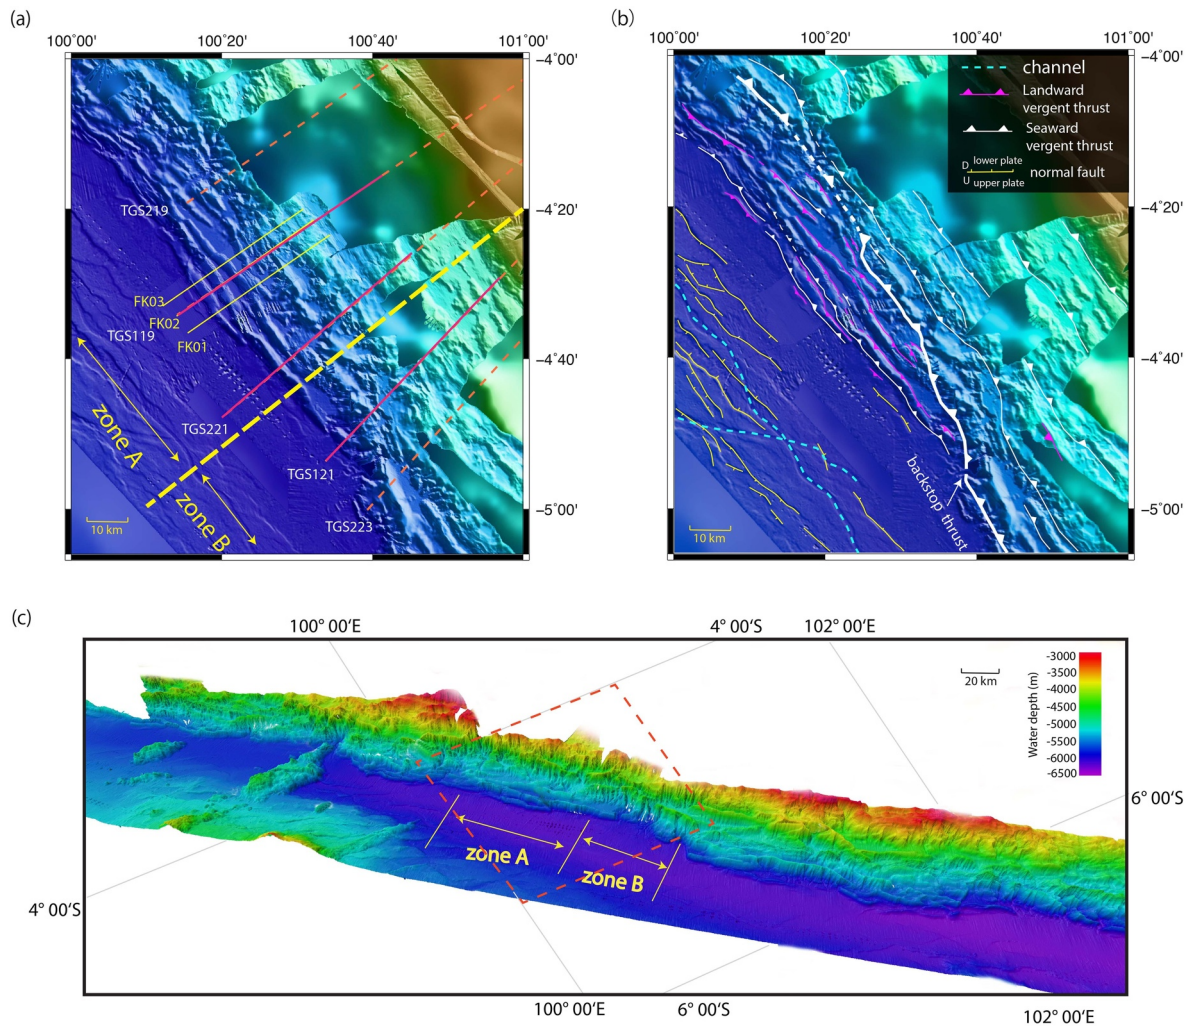 (a)
100°00'
100°20'
100°40'
101°00'
−4°00'
−4°20'
−4°40'
−5°00'
TGS219
FK03
FK02
TGS119
FK01
TGS221
TGS121
TGS223
zone A
zone B
10 km
(b)
100°00'
100°20'
100°40'
101°00'
channel
Landward
vergent thrust
Seaward
vergent thrust
D lower plate
U upper plate
normal fault
−4°00'
−4°20'
−4°40'
−5°00'
backstop thrust
10 km
(c)
100° 00'E
4° 00'S
102° 00'E
20 km
Water depth (m)
-3000
-3500
-4500
-5000
-5500
-6000
-6500
6° 00'S
zone A
zone B
4° 00'S
100° 00'E
6° 00'S
102° 00'E